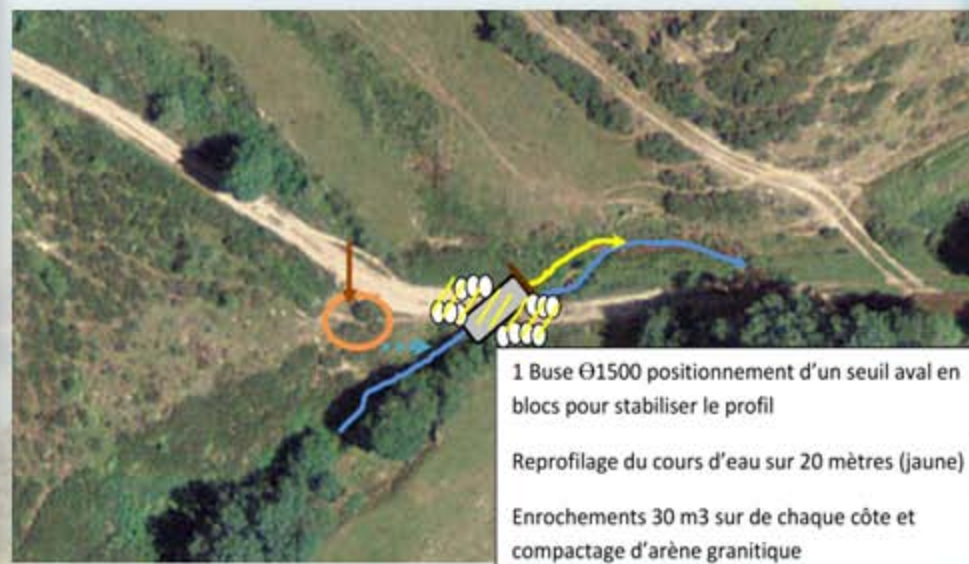 1 Buse Ө1500 positionnement d'un seuil aval en
blocs pour stabiliser le profil
Reprofilage du cours d'eau sur 20 mètres (jaune)
Enrochements 30 m3 sur de chaque côte et
compactage d'arène granitique